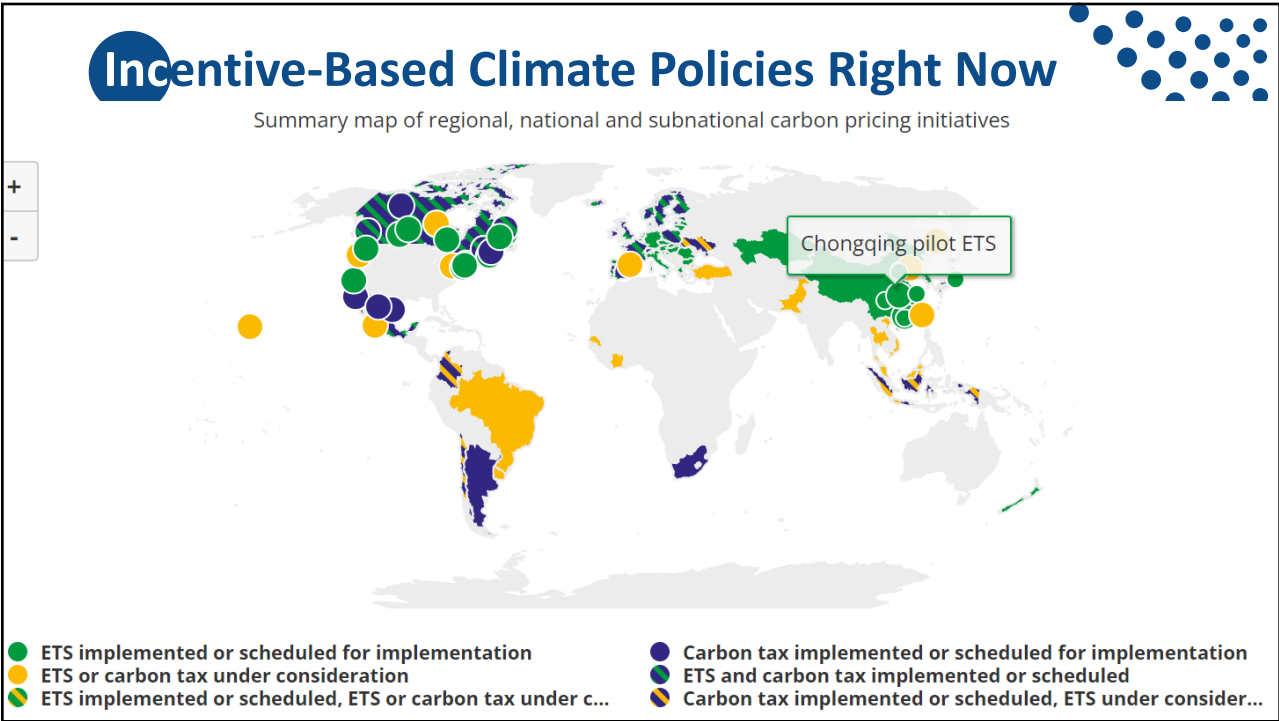 Incentive-Based Climate Policies Right Now
Summary map of regional, national and subnational carbon pricing initiatives
+
-
Chongqing pilot ETS
ETS implemented or scheduled for implementation
ETS or carbon tax under consideration
ETS implemented or scheduled, ETS or carbon tax under c...
Carbon tax implemented or scheduled for implementation
ETS and carbon tax implemented or scheduled
Carbon tax implemented or scheduled, ETS under consider...